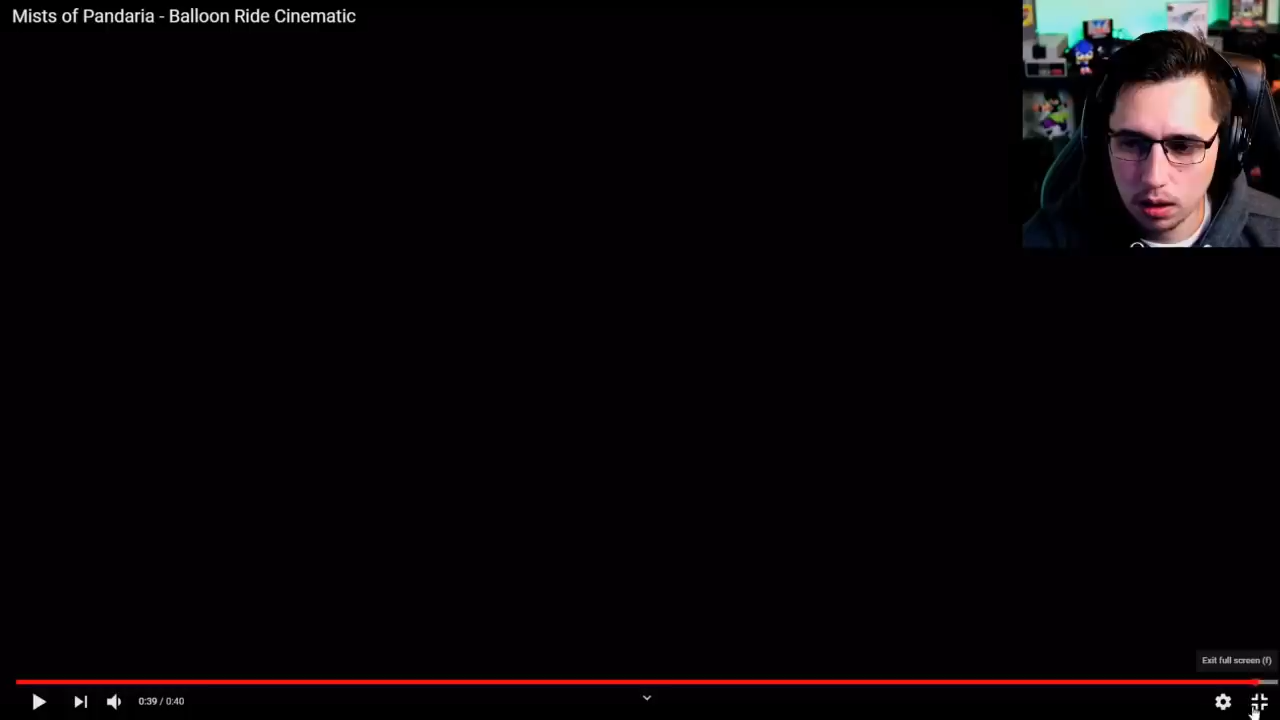 Mists of Pandaria - Balloon Ride Cinematic
Exit full screen (f)
0:39 / 0:40